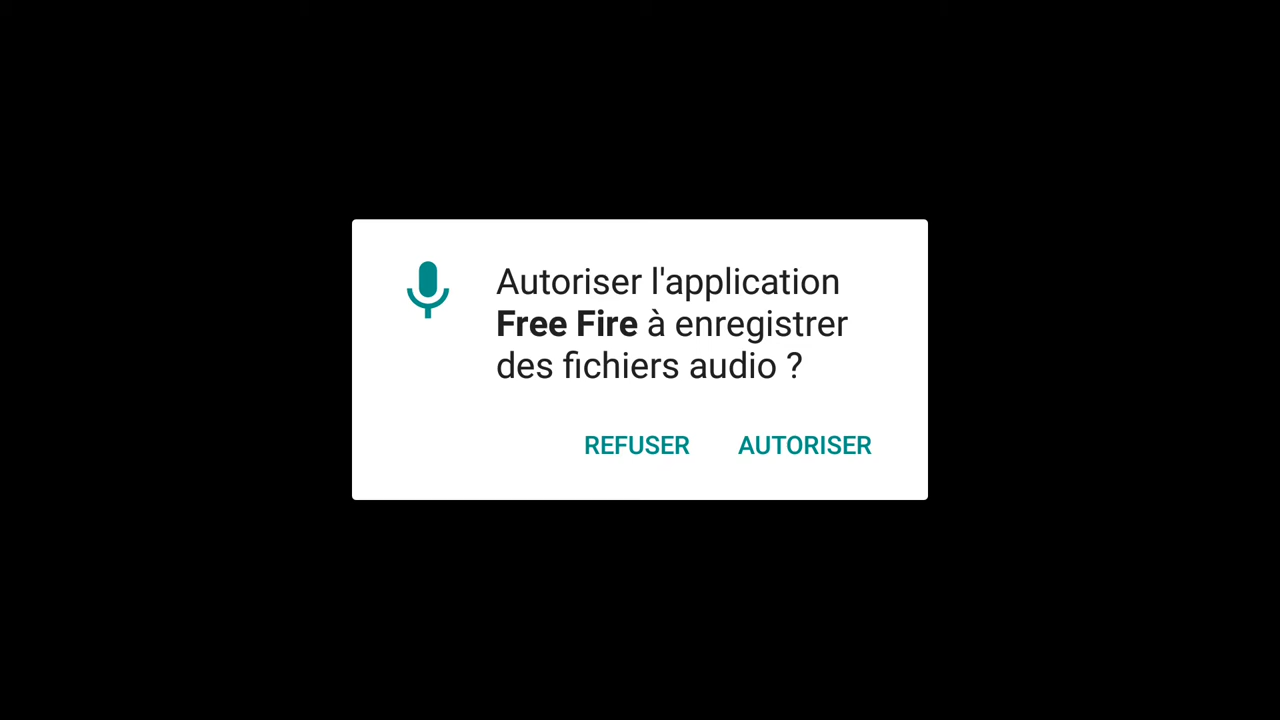 Autoriser l'application
Free Fire à enregistrer
des fichiers audio ?
REFUSER AUTORISER